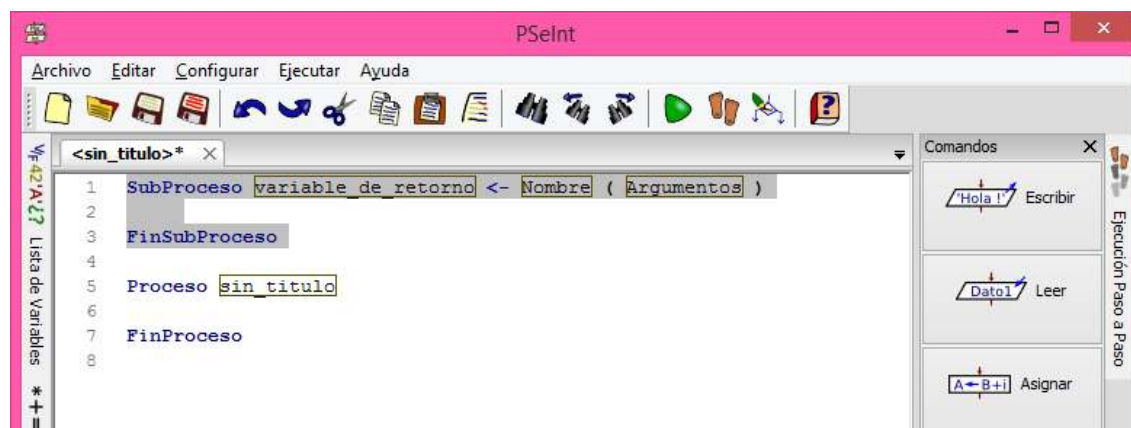 PSeInt
Archivo Editar Configurar Ejecutar Ayuda
<sin_titulo>*
Comandos
1 SubProceso variable_de_retorno <- Nombre ( Argumentos )
2
3 FinSubProceso
4
5 Proceso sin_titulo
6
7 FinProceso
8
'Hola !' Escribir
Dato1 Leer
A←B+i Asignar
42 'A' ¿? Lista de Variables
* + =
Ejecución Paso a Paso